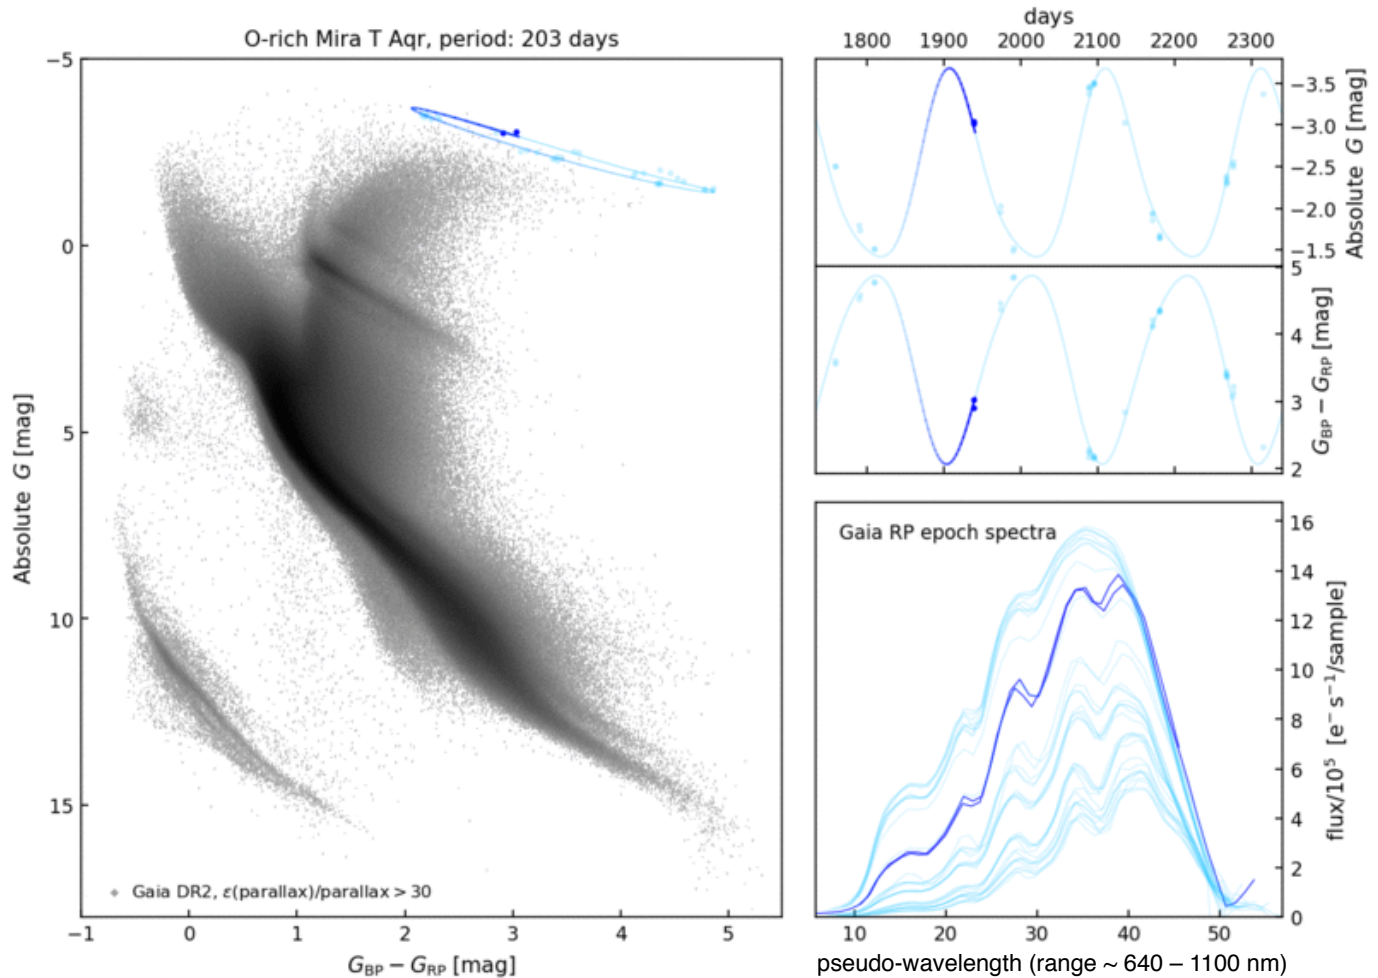 O-rich Mira T Aqr, period: 203 days
−5
0
5
10
15
Absolute G [mag]
Gaia DR2, ε(parallax)/parallax > 30
−1 0 1 2 3 4 5
G_BP − G_RP [mag]
days
1800 1900 2000 2100 2200 2300
−3.5
−3.0
−2.5
−2.0
−1.5
Absolute G [mag]
5
4
3
2
G_BP − G_RP [mag]
Gaia RP epoch spectra
16
14
12
10
8
6
4
2
0
flux/10⁵ [e⁻ s⁻¹/sample]
10 20 30 40 50
pseudo-wavelength (range ~ 640 – 1100 nm)